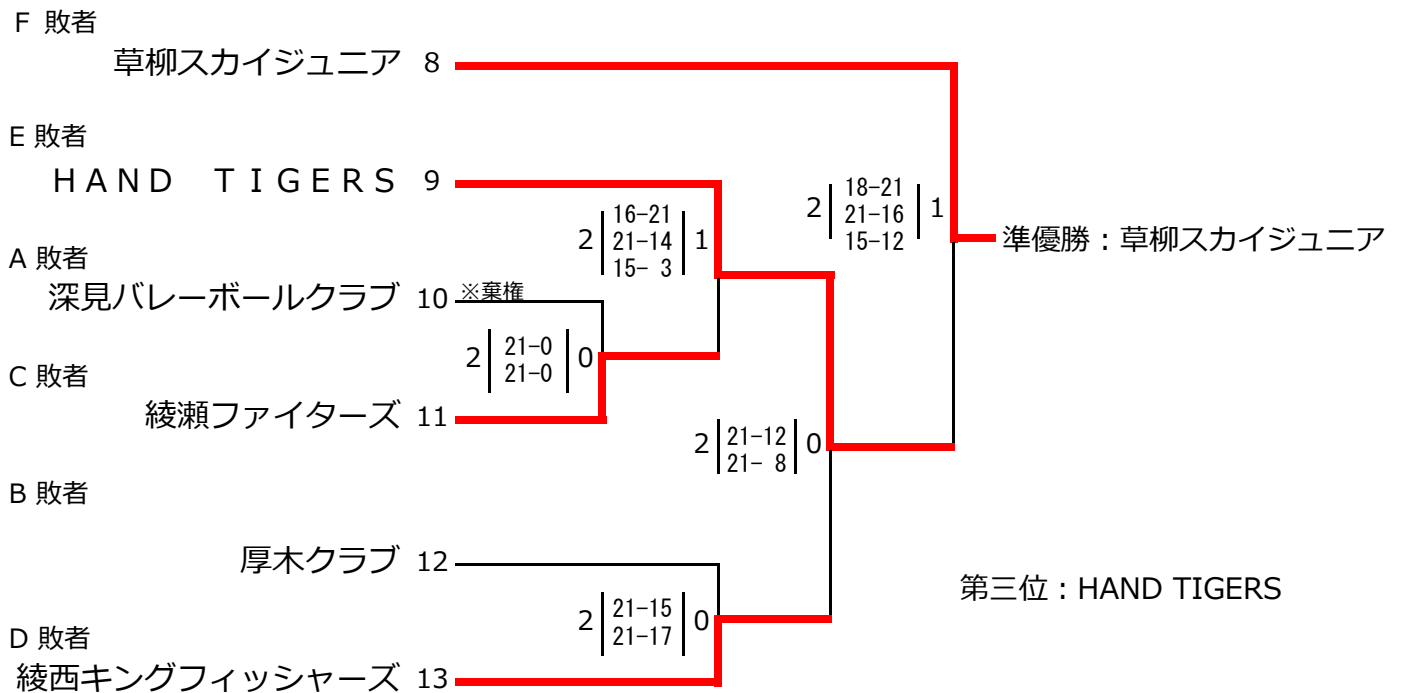 F 敗者
草柳スカイジュニア 8
E 敗者
ＨＡＮＤ　ＴＩＧＥＲＳ 9
2 16-21 1
21-14
15- 3
2 18-21 1
21-16
15-12
準優勝：草柳スカイジュニア
A 敗者
深見バレーボールクラブ 10 ※棄権
2 21-0 0
21-0
C 敗者
綾瀬ファイターズ 11
2 21-12 0
21- 8
B 敗者
厚木クラブ 12
第三位：HAND TIGERS
2 21-15 0
21-17
D 敗者
綾西キングフィッシャーズ 13